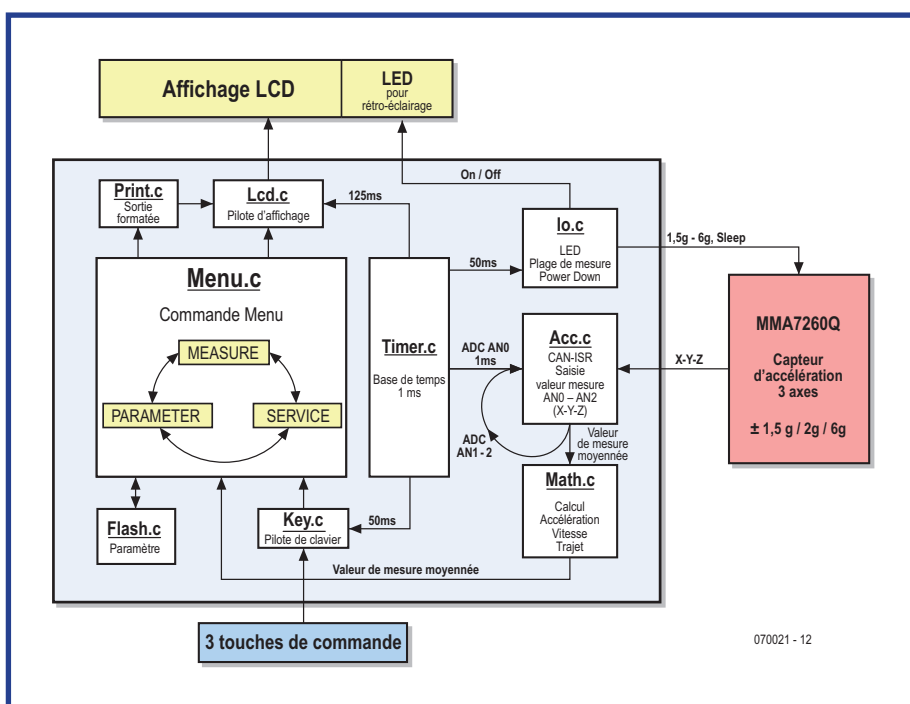 Affichage LCD
LED
pour
rétro-éclairage
On / Off
Print.c
Sortie
formatée
Lcd.c
Pilote d'affichage
125ms
Io.c
LED
Plage de mesure
Power Down
1,5g - 6g, Sleep
50ms
Menu.c
Commande Menu
MEASURE
PARAMETER
SERVICE
Timer.c
Base de temps
1 ms
ADC AN0
1ms
ADC
AN1 - 2
Acc.c
CAN-ISR
Saisie
valeur mesure
AN0 – AN2
(X-Y-Z)
X-Y-Z
MMA7260Q
Capteur
d'accélération
3 axes
± 1,5 g / 2g / 6g
Valeur
de mesure
moyennée
Math.c
Calcul
Accélération
Vitesse
Trajet
Flash.c
Paramètre
Key.c
Pilote de clavier
50ms
Valeur de mesure moyennée
3 touches de commande
070021 - 12